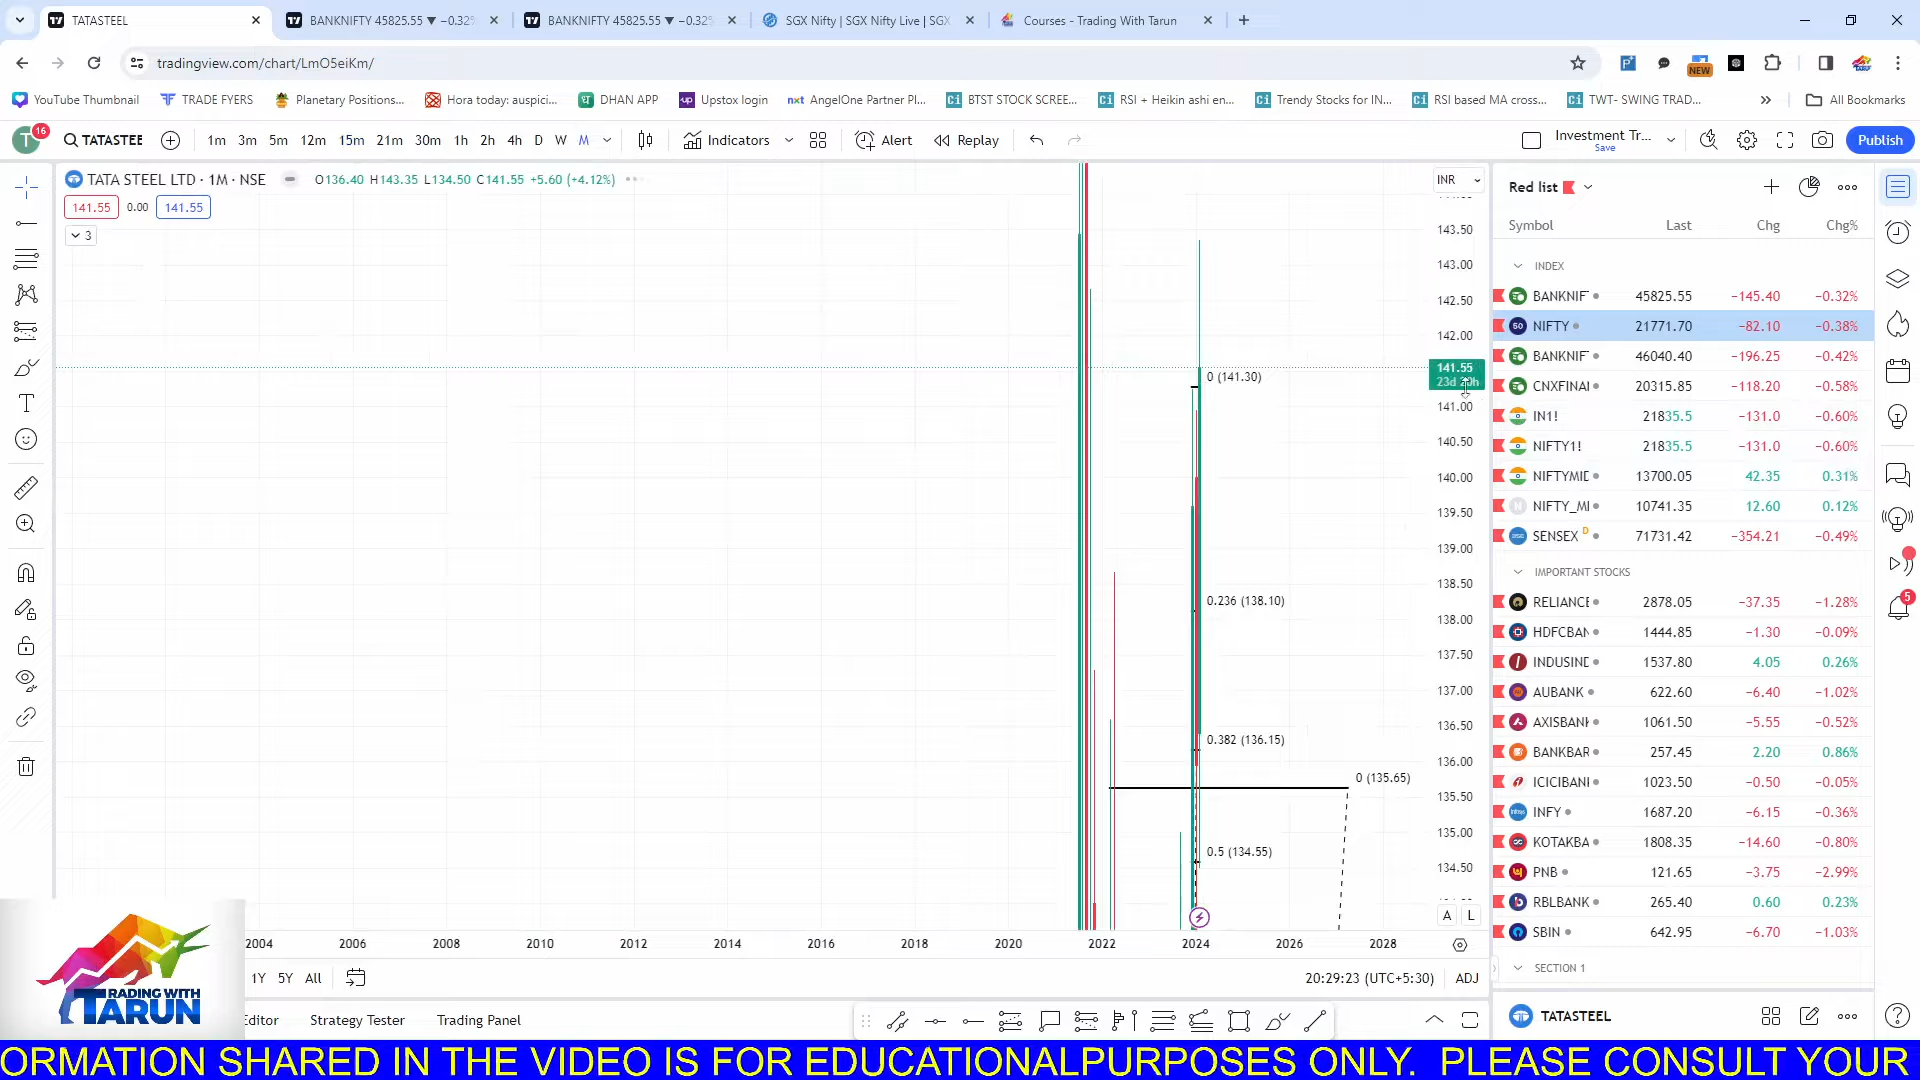 TATASTEEL
BANKNIFTY 45825.55 ▼ −0.32%
BANKNIFTY 45825.55 ▼ −0.32%
SGX Nifty | SGX Nifty Live | SGX
Courses - Trading With Tarun
tradingview.com/chart/LmO5eiKm/
NEW
YouTube Thumbnail
TRADE FYERS
Planetary Positions...
Hora today: auspici...
DHAN APP
Upstox login
AngelOne Partner Pl...
BTST STOCK SCREE...
RSI + Heikin ashi en...
Trendy Stocks for IN...
RSI based MA cross...
TWT- SWING TRAD...
All Bookmarks
T 16
TATASTEE
1m 3m 5m 12m 15m 21m 30m 1h 2h 4h D W M
Indicators
Alert
Replay
Investment Tr...
Save
Publish
TATA STEEL LTD · 1M · NSE
O136.40 H143.35 L134.50 C141.55 +5.60 (+4.12%)
141.55 0.00 141.55
3
INR
143.50
143.00
142.50
142.00
141.55
23d 20h
141.00
140.50
140.00
139.50
139.00
138.50
138.00
137.50
137.00
136.50
136.00
135.50
135.00
134.50
0 (141.30)
0.236 (138.10)
0.382 (136.15)
0 (135.65)
0.5 (134.55)
A L
2004 2006 2008 2010 2012 2014 2016 2018 2020 2022 2024 2026 2028
1Y 5Y All
20:29:23 (UTC+5:30) ADJ
Editor Strategy Tester Trading Panel
Red list
Symbol Last Chg Chg%
INDEX
BANKNIF 45825.55 −145.40 −0.32%
NIFTY 21771.70 −82.10 −0.38%
BANKNIF 46040.40 −196.25 −0.42%
CNXFINAI 20315.85 −118.20 −0.58%
IN1! 21835.5 −131.0 −0.60%
NIFTY1! 21835.5 −131.0 −0.60%
NIFTYMIE 13700.05 42.35 0.31%
NIFTY_MI 10741.35 12.60 0.12%
SENSEX D 71731.42 −354.21 −0.49%
IMPORTANT STOCKS
RELIANCE 2878.05 −37.35 −1.28%
HDFCBAN 1444.85 −1.30 −0.09%
INDUSINE 1537.80 4.05 0.26%
AUBANK 622.60 −6.40 −1.02%
AXISBANK 1061.50 −5.55 −0.52%
BANKBAR 257.45 2.20 0.86%
ICICIBANI 1023.50 −0.50 −0.05%
INFY 1687.20 −6.15 −0.36%
KOTAKBA 1808.35 −14.60 −0.80%
PNB 121.65 −3.75 −2.99%
RBLBANK 265.40 0.60 0.23%
SBIN 642.95 −6.70 −1.03%
SECTION 1
TATASTEEL
5
TRADING WITH
TARUN
ORMATION SHARED IN THE VIDEO IS FOR EDUCATIONALPURPOSES ONLY. PLEASE CONSULT YOUR